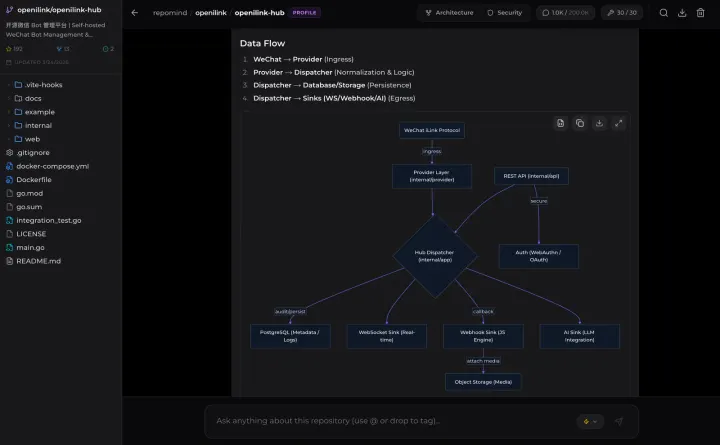 openilink/openilink-hub
开源微信 Bot 管理平台 | Self-hosted
WeChat Bot Management &...
192
13
2
repomind / openilink / openilink-hub PROFILE
Architecture
Security
1.0K / 200.0K
30 / 30
.vite-hooks
docs
example
internal
web
.gitignore
docker-compose.yml
Dockerfile
go.mod
go.sum
integration_test.go
LICENSE
main.go
README.md
Data Flow
1. WeChat → Provider (Ingress)
2. Provider → Dispatcher (Normalization & Logic)
3. Dispatcher → Database/Storage (Persistence)
4. Dispatcher → Sinks (WS/Webhook/AI) (Egress)
WeChat iLink Protocol
ingress
Provider Layer
(internal/provider)
REST API (internal/api)
secure
Hub Dispatcher
(internal/app)
Auth (WebAuthn /
OAuth)
audit/persist
callback
PostgreSQL (Metadata /
Logs)
WebSocket Sink (Real-
time)
Webhook Sink (JS
Engine)
AI Sink (LLM
Integration)
attach media
Object Storage (Media)
Ask anything about this repository (use @ or drop to tag)...